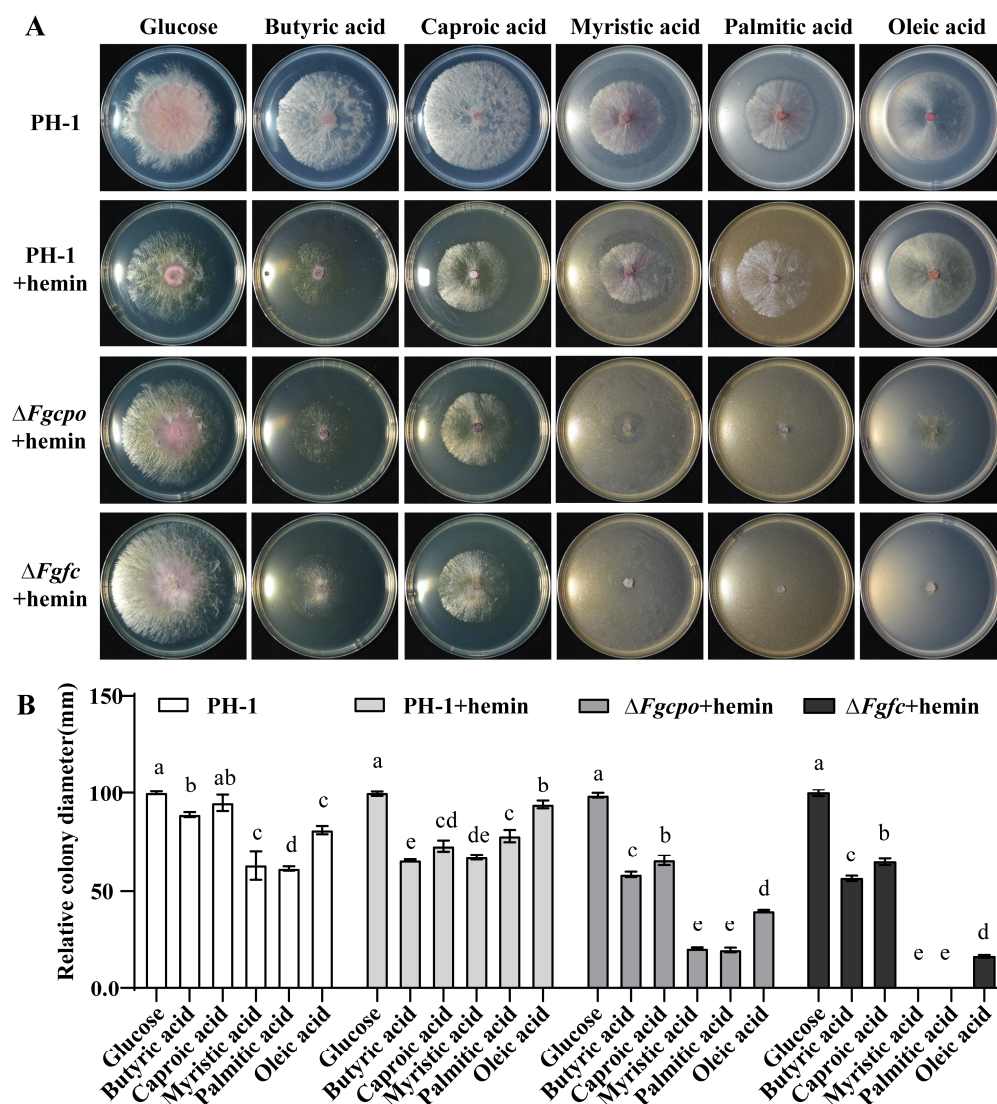 A
Glucose Butyric acid Caproic acid Myristic acid Palmitic acid Oleic acid
PH-1
PH-1
+hemin
ΔFgcpo
+hemin
ΔFgfc
+hemin
B
Relative colony diameter(mm)
150
100
50
0.0
PH-1 PH-1+hemin ΔFgcpo+hemin ΔFgfc+hemin
a b ab c d c
a e cd de c b
a c b e e d
a c b e e d
Glucose Butyric acid Caproic acid Myristic acid Palmitic acid Oleic acid
Glucose Butyric acid Caproic acid Myristic acid Palmitic acid Oleic acid
Glucose Butyric acid Caproic acid Myristic acid Palmitic acid Oleic acid
Glucose Butyric acid Caproic acid Myristic acid Palmitic acid Oleic acid